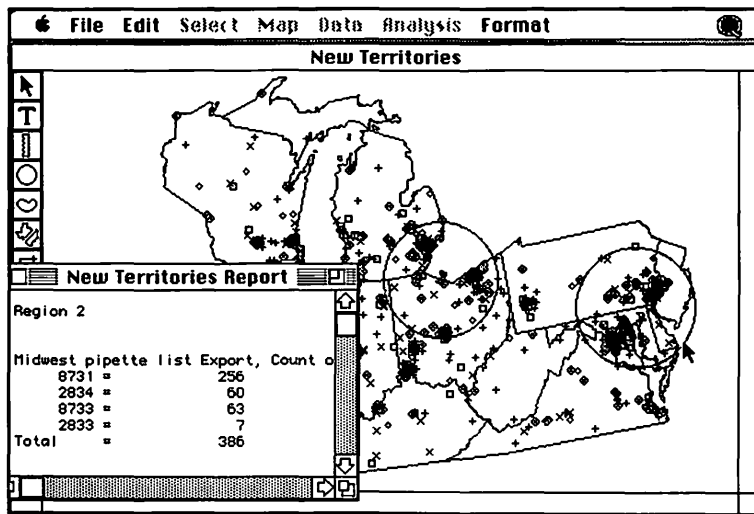 File Edit Select Map Data Analysis Format
New Territories
T
New Territories Report
Region 2
Midwest pipette list Export, Count o
8731 = 256
2834 = 60
8733 = 63
2833 = 7
Total = 386